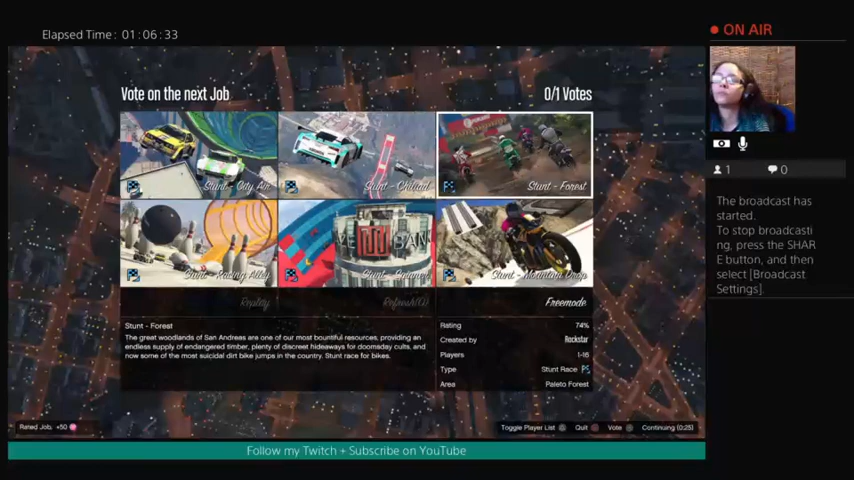 Elapsed Time : 01:06:33
ON AIR
Vote on the next Job
0/1 Votes
Stunt - City Air
Stunt - Chiliad
Stunt - Forest
Stunt - Racing Alley
Stunt - Spinner
Stunt - Mountain Drop
Replay
Refresh
Freemode
Stunt - Forest
The great woodlands of San Andreas are one of our most bountiful resources, providing an
endless supply of endangered timber, plenty of discreet hideaways for doomsday cults, and
now some of the most suicidal dirt bike jumps in the country. Stunt race for bikes.
Rating 74%
Created by Rockstar
Players 1-16
Type Stunt Race
Area Paleto Forest
Rated Job. +50
Toggle Player List Quit Vote Continuing (0:25)
Follow my Twitch + Subscribe on YouTube
1 0
The broadcast has
started.
To stop broadcasti
ng, press the SHAR
E button, and then
select [Broadcast
Settings].